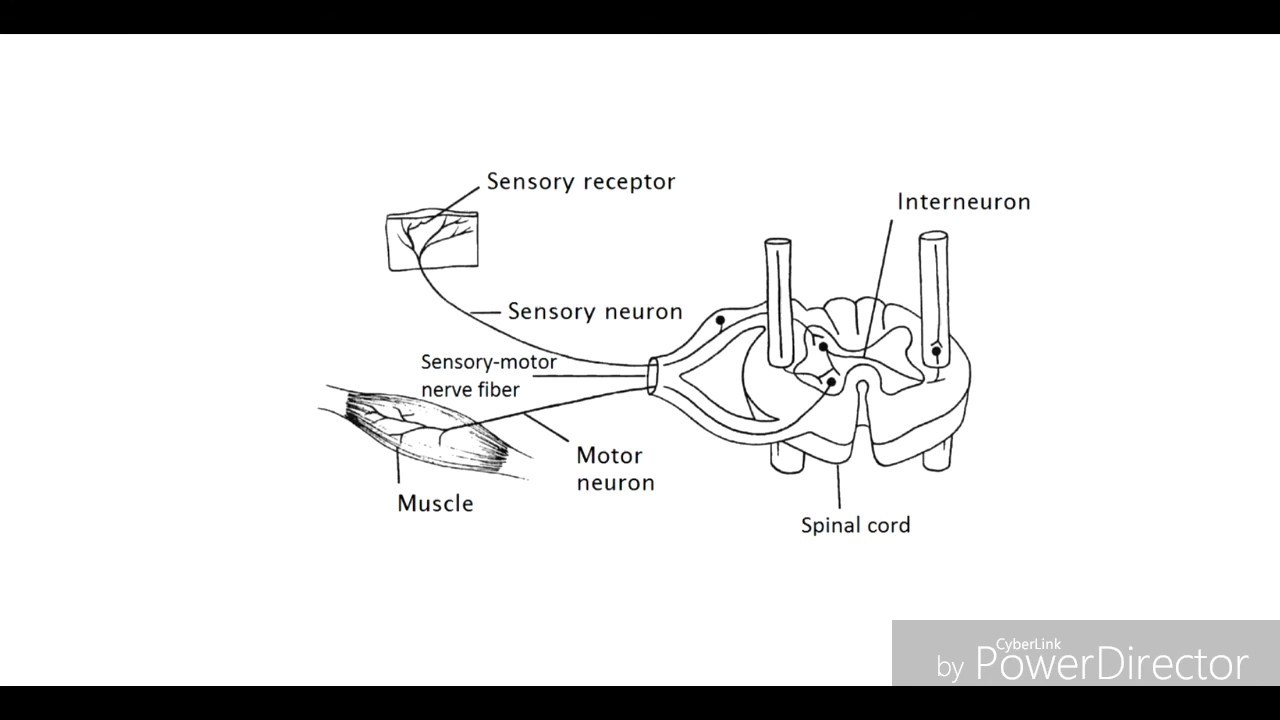 Sensory receptor
Interneuron
Sensory neuron
Sensory-motor
nerve fiber
Motor
neuron
Muscle
Spinal cord
CyberLink
by PowerDirector